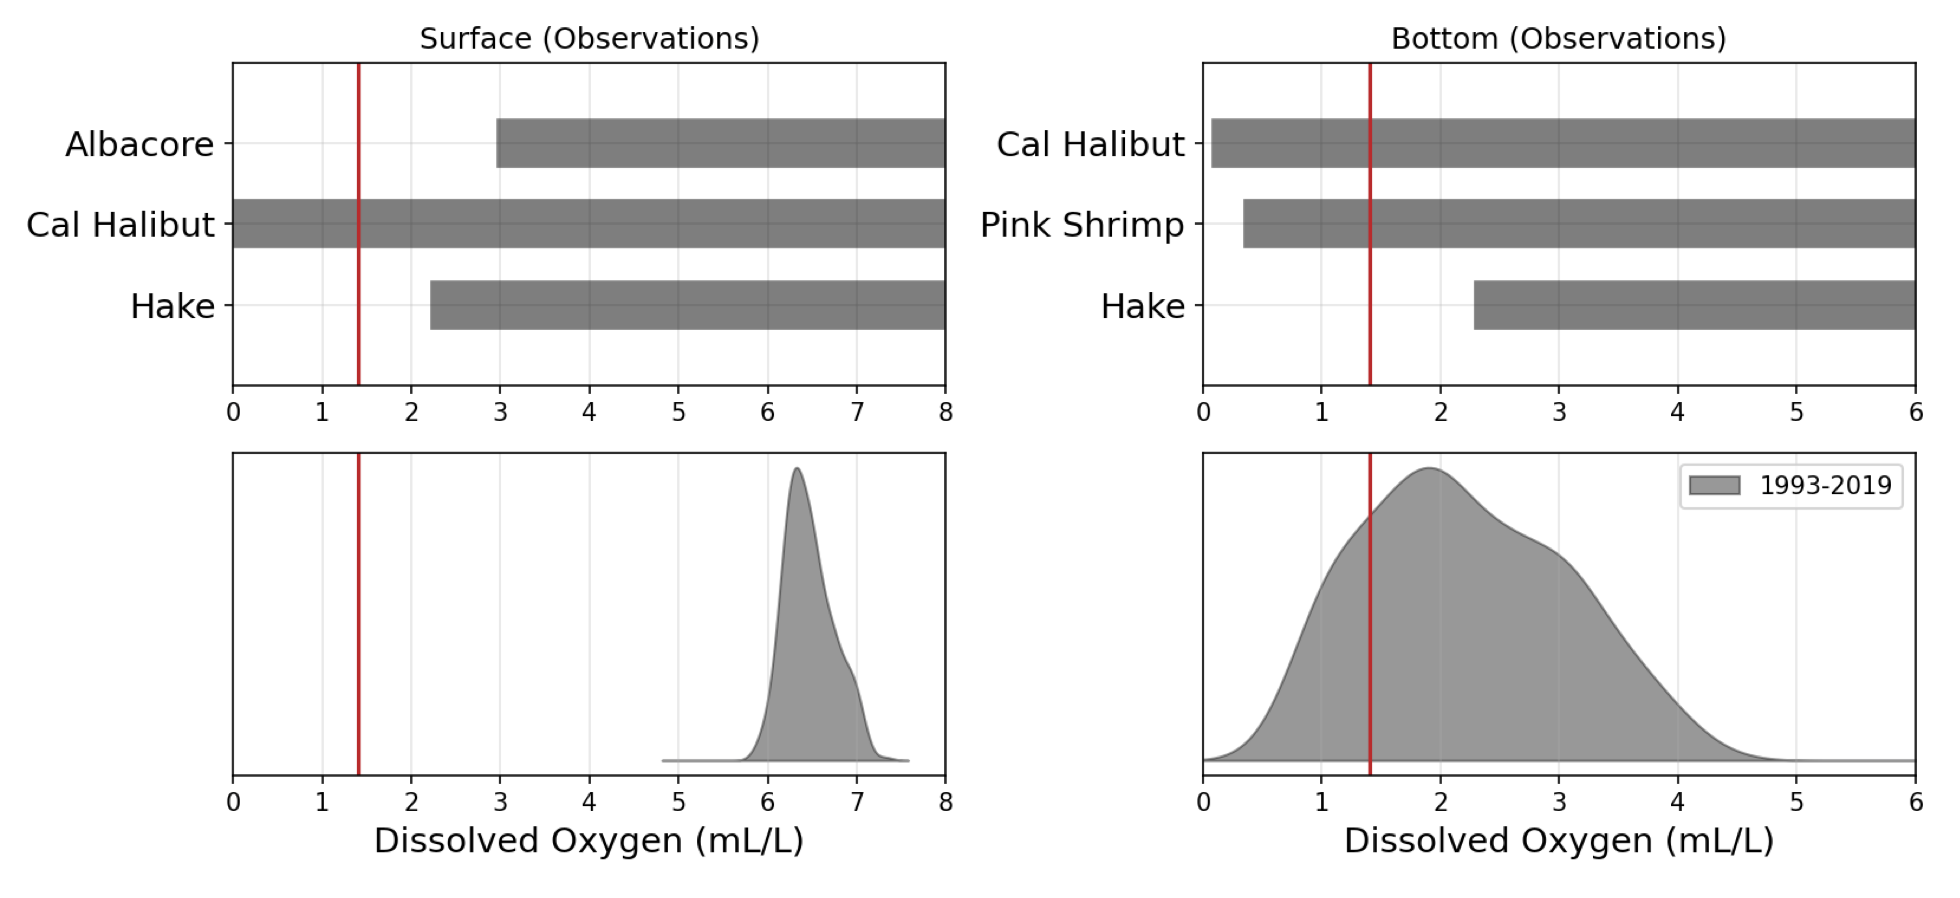 Surface (Observations)
Albacore
Cal Halibut
Hake
0 1 2 3 4 5 6 7 8
Bottom (Observations)
Cal Halibut
Pink Shrimp
Hake
0 1 2 3 4 5 6
0 1 2 3 4 5 6 7 8
Dissolved Oxygen (mL/L)
1993-2019
0 1 2 3 4 5 6
Dissolved Oxygen (mL/L)